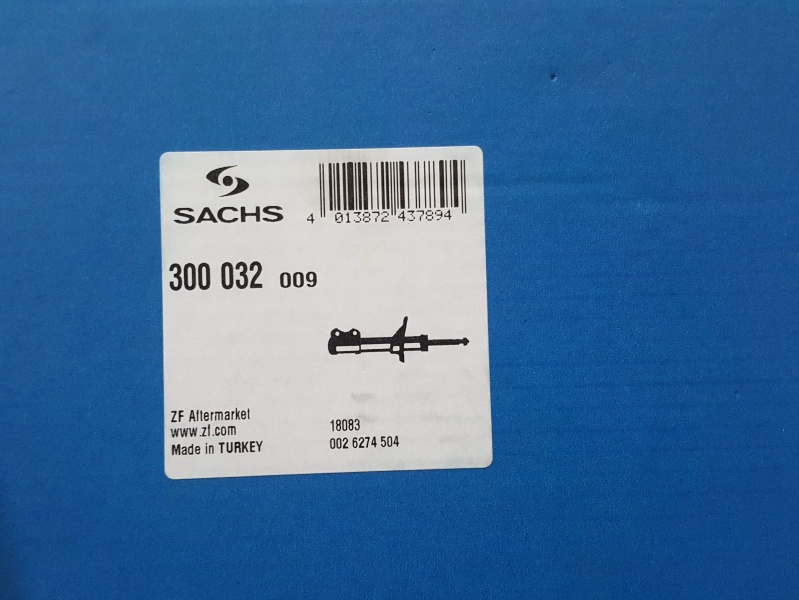 SACHS
4 013872 437894
300 032 009
ZF Aftermarket
www.zf.com
Made in TURKEY
18083
002 6274 504